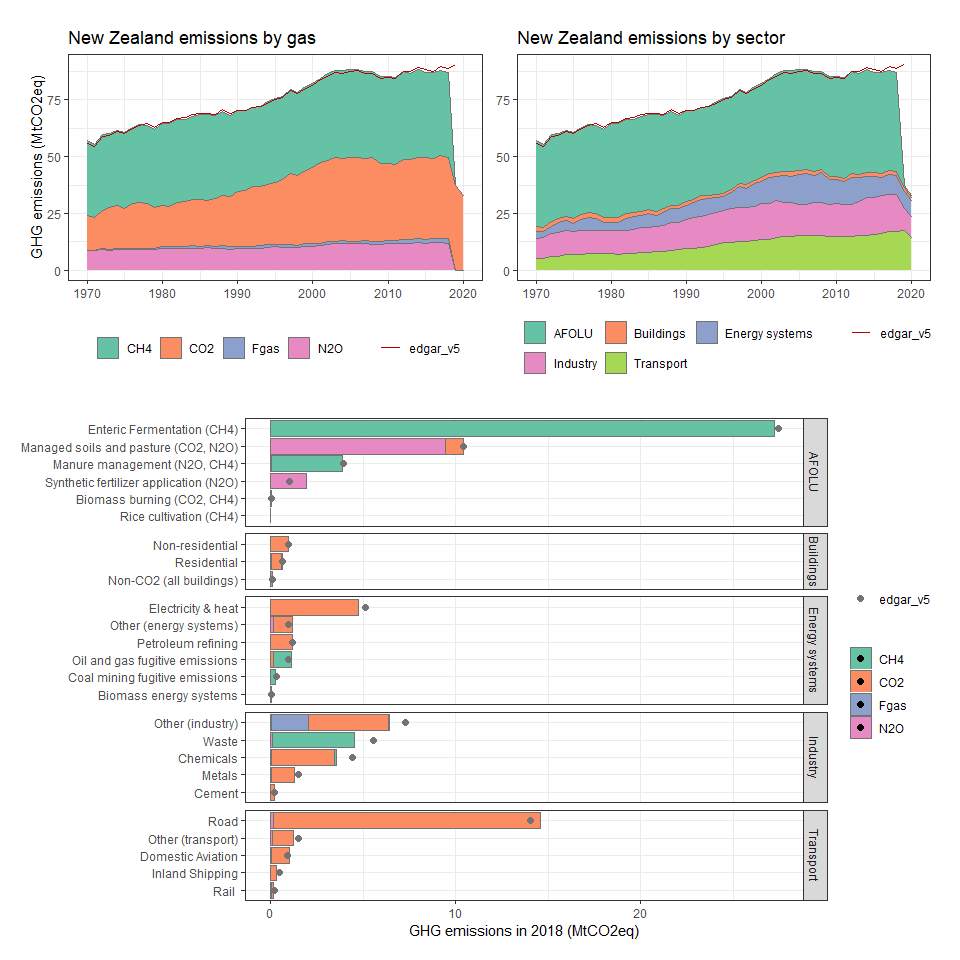 New Zealand emissions by gas
GHG emissions (MtCO2eq)
75
50
25
0
1970
1980
1990
2000
2010
2020
CH4
CO2
Fgas
N2O
edgar_v5
New Zealand emissions by sector
75
50
25
0
1970
1980
1990
2000
2010
2020
AFOLU
Buildings
Energy systems
edgar_v5
Industry
Transport
Enteric Fermentation (CH4)
Managed soils and pasture (CO2, N2O)
Manure management (N2O, CH4)
Synthetic fertilizer application (N2O)
Biomass burning (CO2, CH4)
Rice cultivation (CH4)
AFOLU
Non-residential
Residential
Non-CO2 (all buildings)
Buildings
Electricity & heat
Other (energy systems)
Petroleum refining
Oil and gas fugitive emissions
Coal mining fugitive emissions
Biomass energy systems
Energy systems
Other (industry)
Waste
Chemicals
Metals
Cement
Industry
Road
Other (transport)
Domestic Aviation
Inland Shipping
Rail
Transport
0
10
20
GHG emissions in 2018 (MtCO2eq)
edgar_v5
CH4
CO2
Fgas
N2O